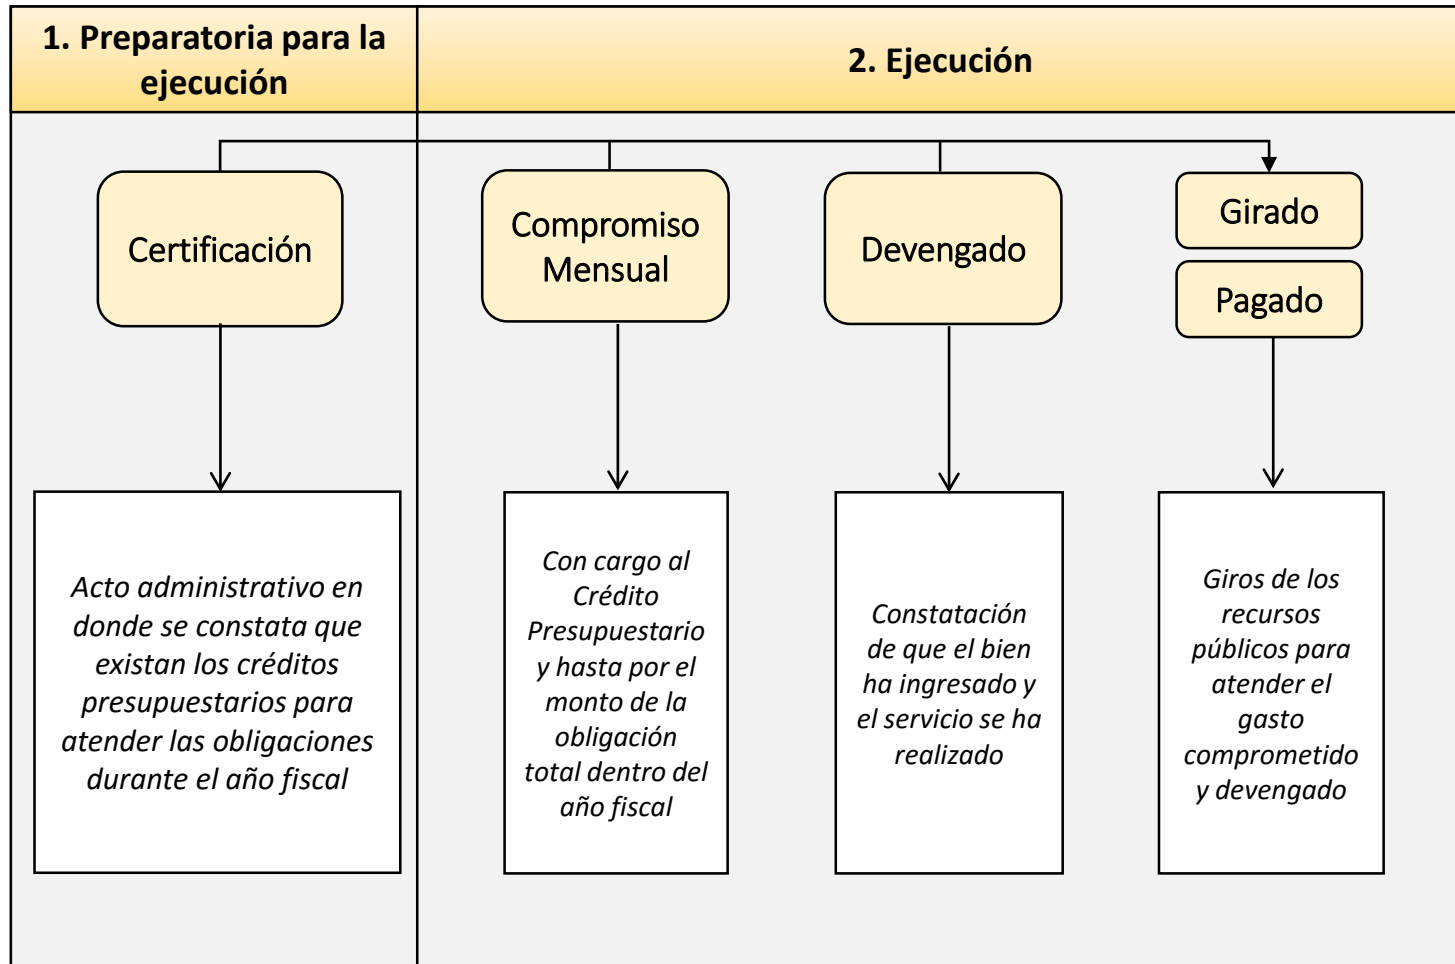 1. Preparatoria para la
ejecución
2. Ejecución
Certificación
Compromiso
Mensual
Devengado
Girado
Pagado
Acto administrativo en
donde se constata que
existan los créditos
presupuestarios para
atender las obligaciones
durante el año fiscal
Con cargo al
Crédito
Presupuestario
y hasta por el
monto de la
obligación
total dentro del
año fiscal
Constatación
de que el bien
ha ingresado y
el servicio se ha
realizado
Giros de los
recursos
públicos para
atender el
gasto
comprometido
y devengado